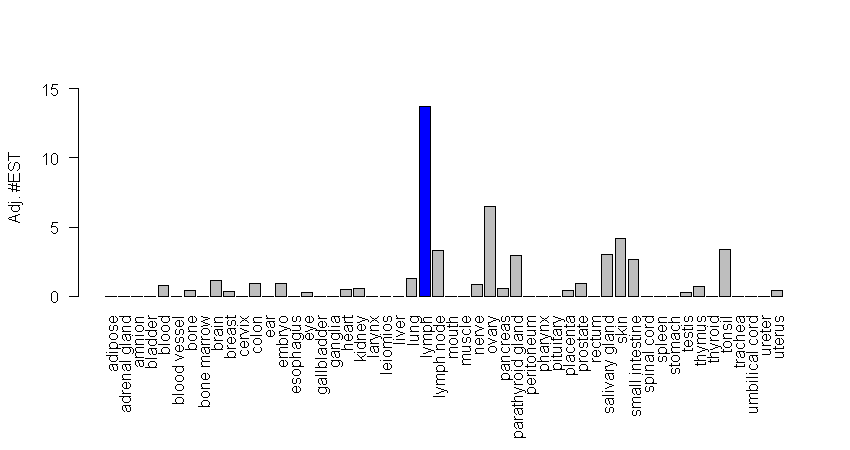 Adj. #EST
15
10
5
0
adipose
adrenal gland
amnion
bladder
blood
blood vessel
bone
bone marrow
brain
breast
cervix
colon
ear
embryo
esophagus
eye
gallbladder
ganglia
heart
kidney
larynx
leiomios
liver
lung
lymph
lymph node
mouth
muscle
nerve
ovary
pancreas
parathyroid gland
peritoneum
pharynx
pituitary
placenta
prostate
rectum
salivary gland
skin
small intestine
spinal cord
spleen
stomach
testis
thymus
thyroid
tonsil
trachea
umbilical cord
ureter
uterus